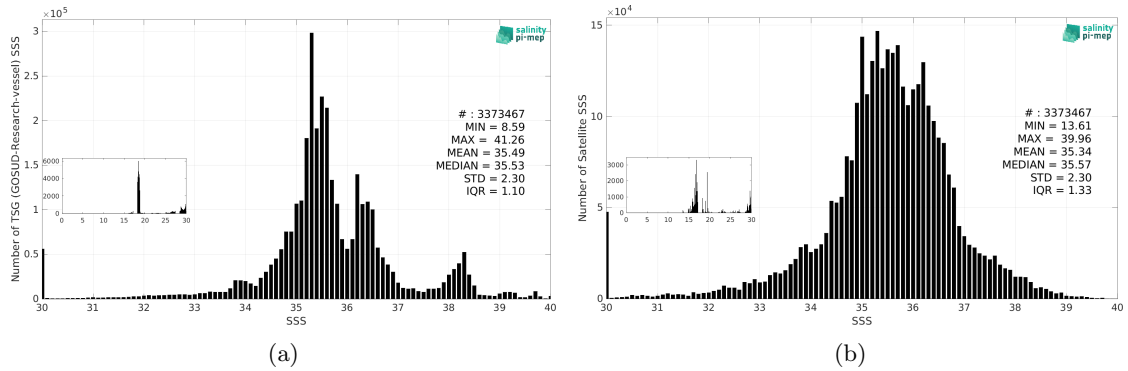 ×10⁵
salinity
pi-mep
Number of TSG (GOSUD-Research-vessel) SSS
3
2.5
2
1.5
1
0.5
0
# : 3373467
MIN = 8.59
MAX = 41.26
MEAN = 35.49
MEDIAN = 35.53
STD = 2.30
IQR = 1.10
6000
4000
2000
0
0 5 10 15 20 25 30
30 31 32 33 34 35 36 37 38 39 40
SSS
(a)
×10⁴
salinity
pi-mep
Number of Satellite SSS
15
10
5
0
# : 3373467
MIN = 13.61
MAX = 39.96
MEAN = 35.34
MEDIAN = 35.57
STD = 2.30
IQR = 1.33
3000
2000
1000
0
0 5 10 15 20 25 30
30 31 32 33 34 35 36 37 38 39 40
SSS
(b)